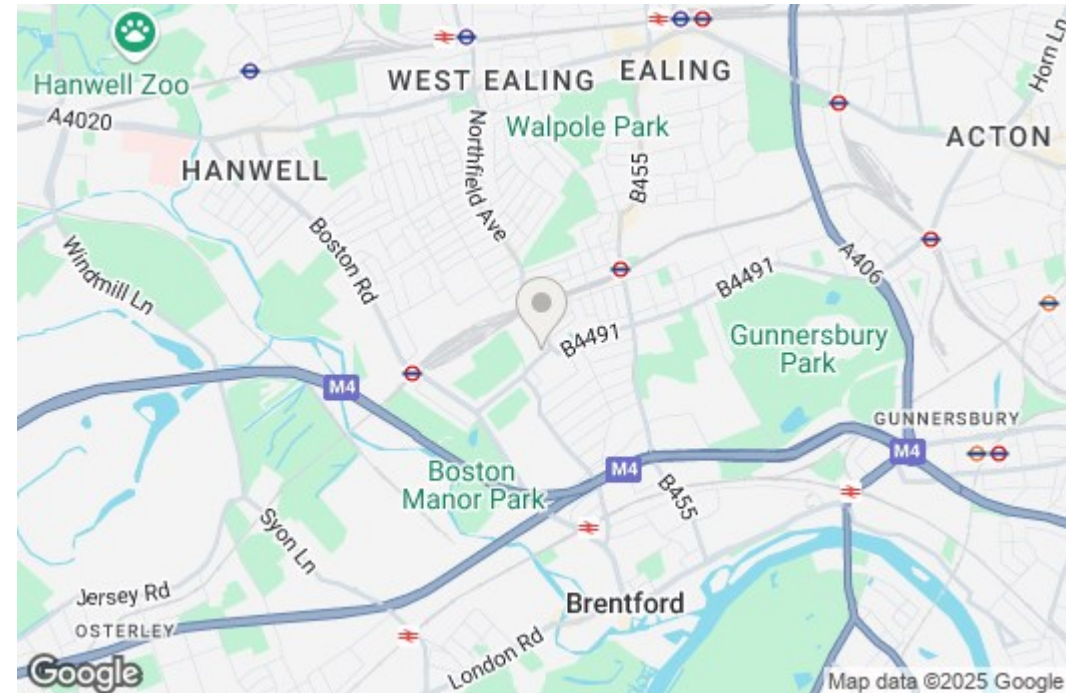 Hanwell Zoo
WEST EALING
EALING
Horn Ln
A4020
Northfield Ave
Walpole Park
ACTON
HANWELL
B455
Boston Rd
Windmill Ln
A406
B4491
B4491
Gunnersbury
Park
M4
GUNNERSBURY
M4
Boston
Manor Park
M4
B455
Syon Ln
Jersey Rd
Brentford
OSTERLEY
London Rd
Google
Map data ©2025 Google